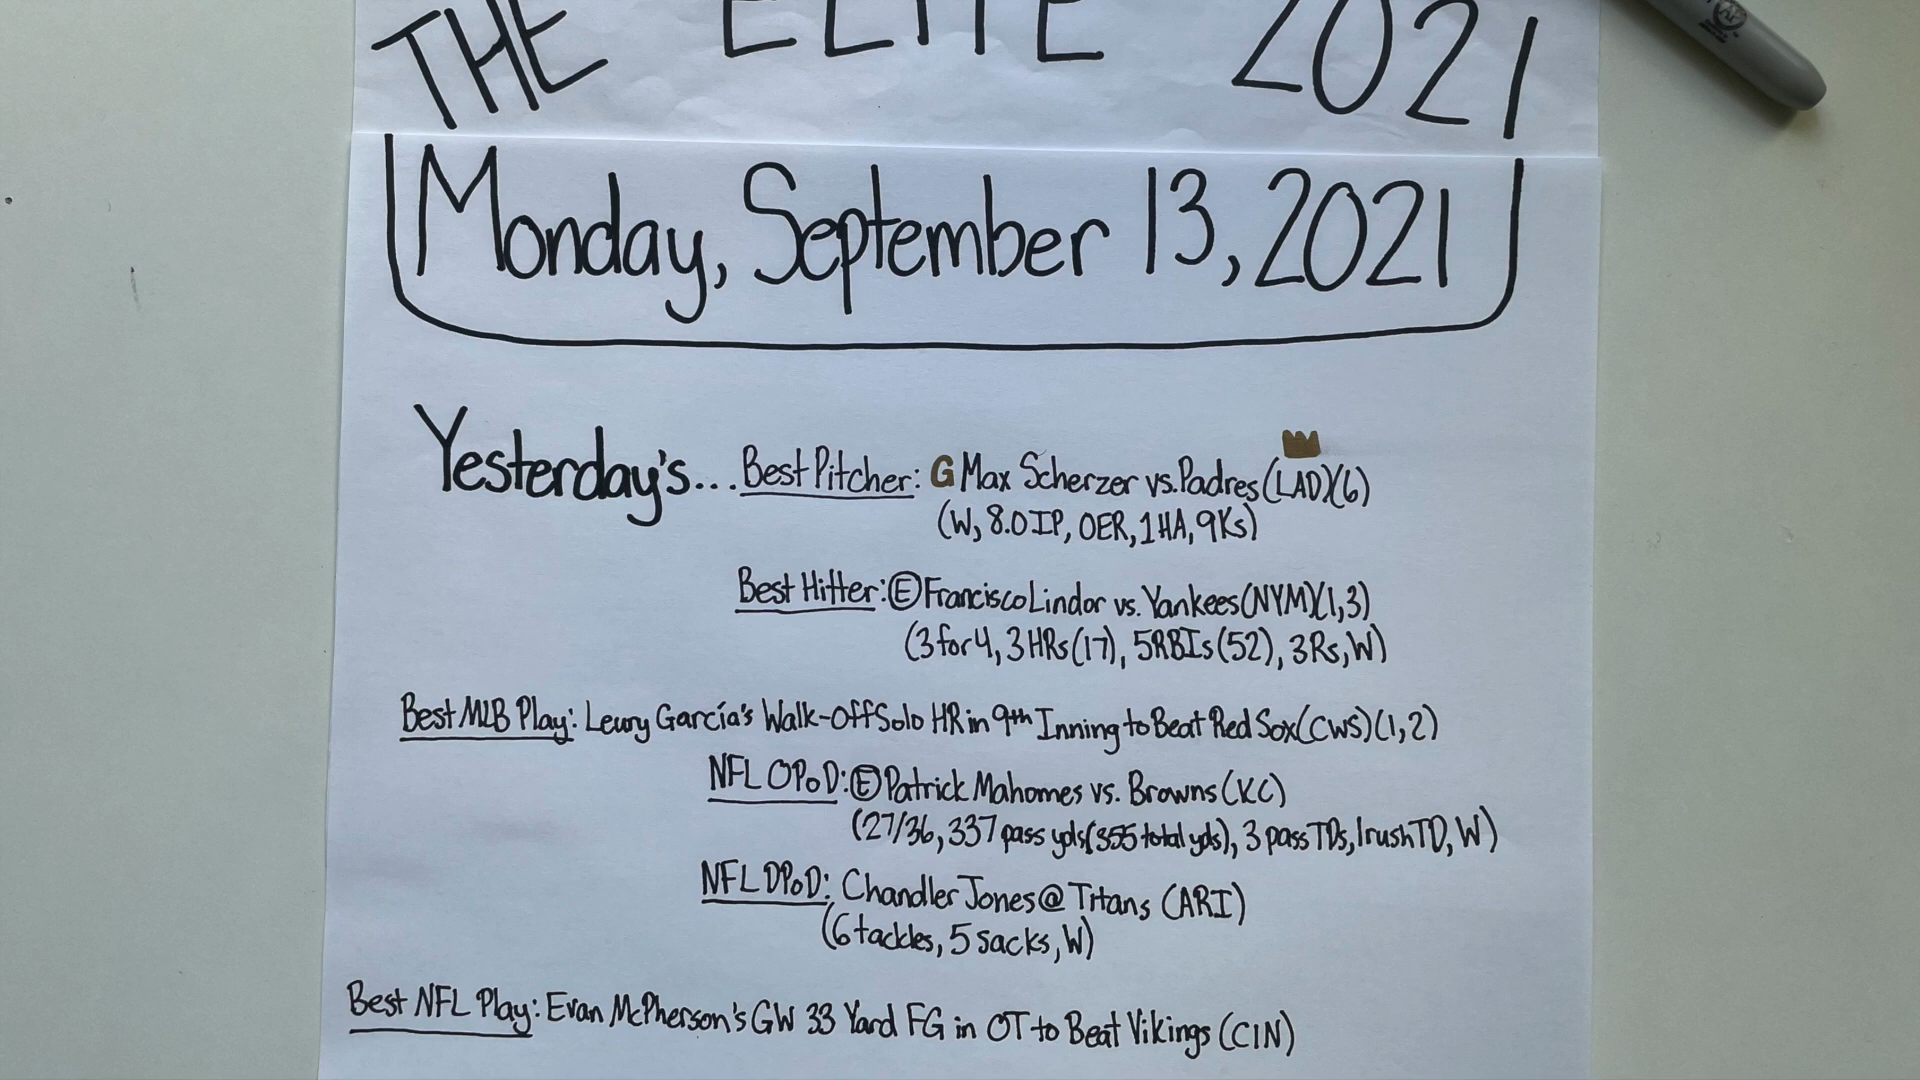 THE ELITE 2021
Monday, September 13, 2021
Yesterday's... Best Pitcher: G Max Scherzer vs. Padres (LAD)(6)
(W, 8.0 IP, 0ER, 1HA, 9Ks)
Best Hitter: Ⓔ Francisco Lindor vs. Yankees (NYM)(1,3)
(3 for 4, 3 HRs (17), 5 RBIs (52), 3Rs, W)
Best MLB Play: Leury García's Walk-Off Solo HR in 9th Inning to Beat Red Sox (CWS)(1,2)
NFL OPoD: Ⓔ Patrick Mahomes vs. Browns (KC)
(27/36, 337 pass yds (355 total yds), 3 pass TDs, 1 rush TD, W)
NFL DPoD: Chandler Jones @ Titans (ARI)
(6 tackles, 5 sacks, W)
Best NFL Play: Evan McPherson's GW 33 Yard FG in OT to Beat Vikings (CIN)